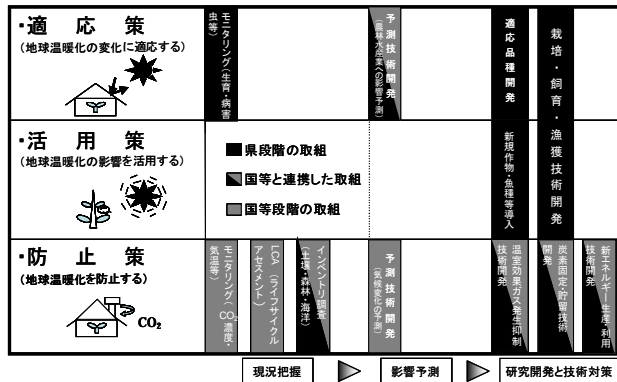 ・適応策
(地球温暖化の変化に適応する)
モニタリング(生育・病害
虫等)
予測技術開発
(農林水産業への影響予測)
適応品種開発
栽培・飼育・漁獲技術開発
・活用策
(地球温暖化の影響を活用する)
県段階の取組
国等と連携した取組
国等段階の取組
新規作物・魚種等導入
・防止策
(地球温暖化を防止する)
CO₂
モニタリング(CO₂濃度・
気温等)
LCA(ライフサイクル
アセスメント)
インベントリ調査
(土壌・森林・海洋)
予測技術開発
(気候変化の予測)
温室効果ガス発生抑制
技術開発
炭素固定・貯留技術
開発
新エネルギー生産・利用
技術開発
現況把握
影響予測
研究開発と技術対策